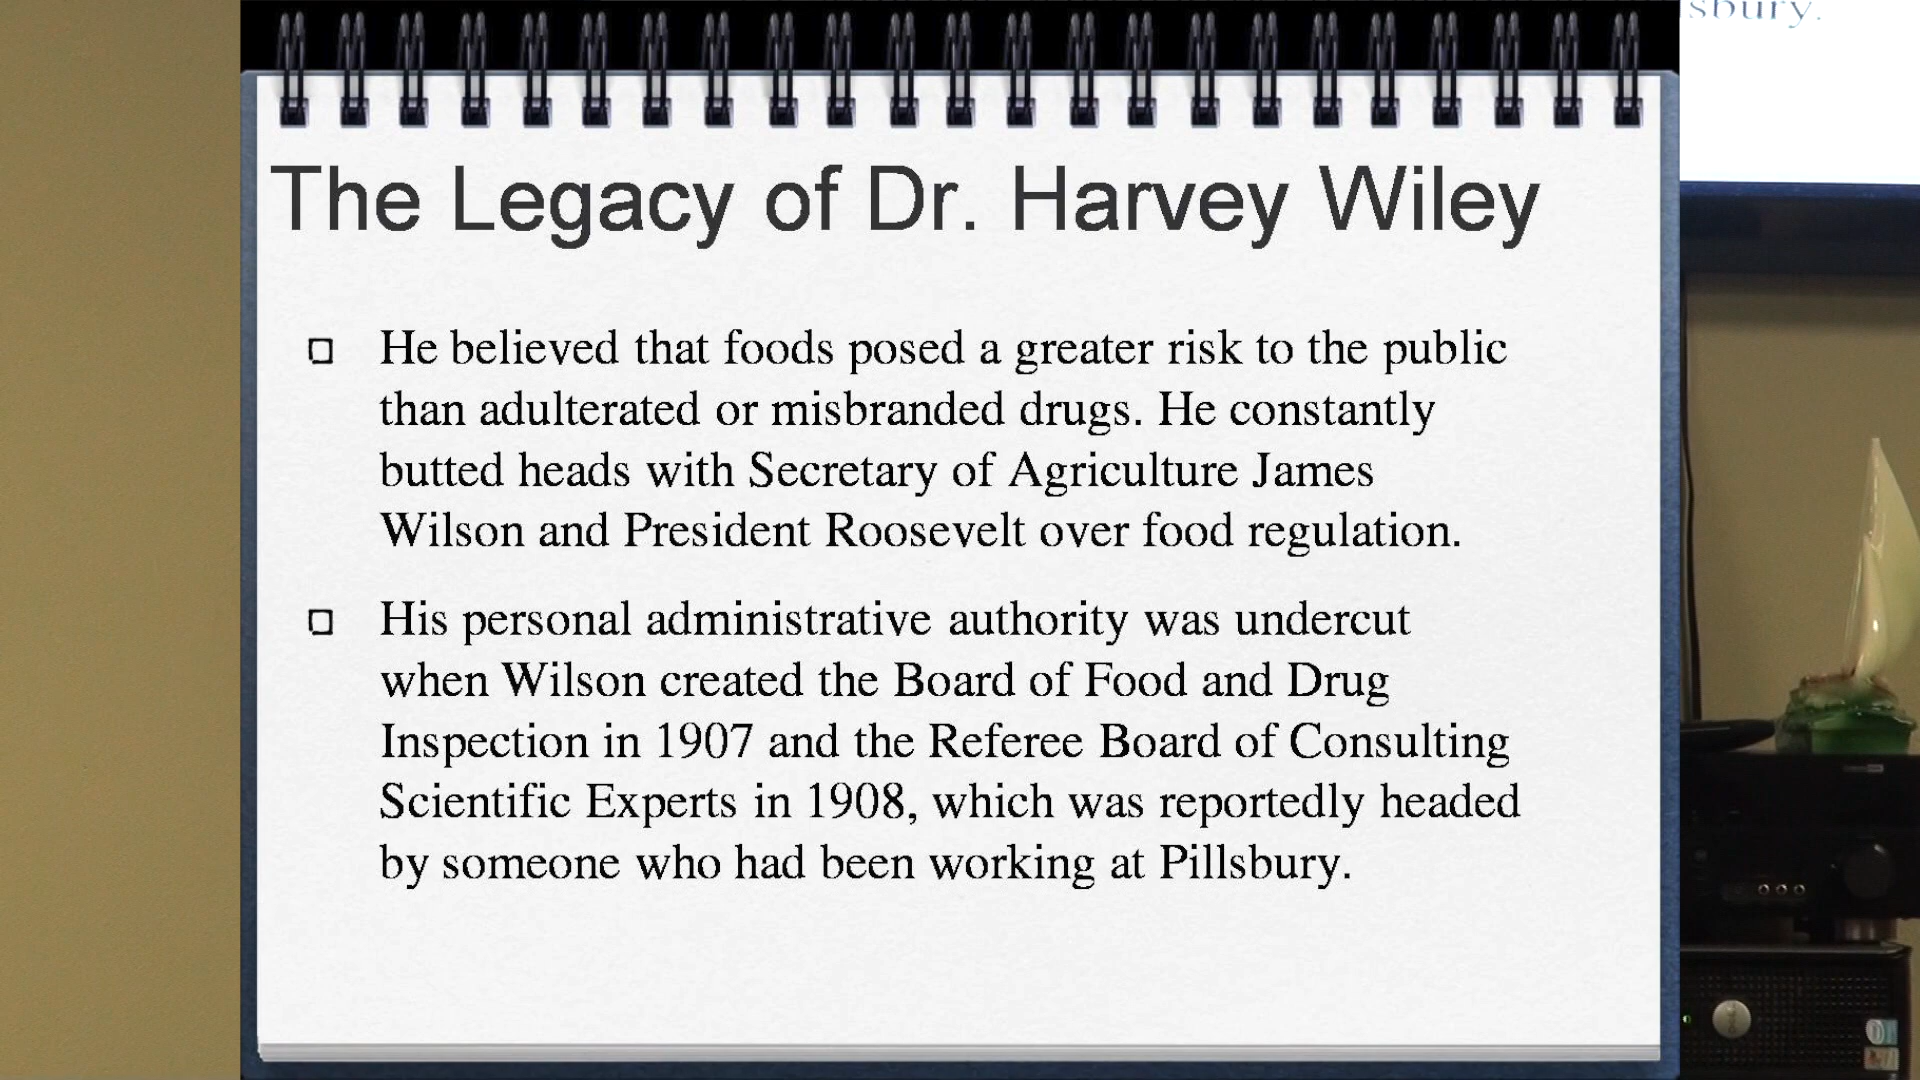 sbury.
The Legacy of Dr. Harvey Wiley
He believed that foods posed a greater risk to the public
than adulterated or misbranded drugs. He constantly
butted heads with Secretary of Agriculture James
Wilson and President Roosevelt over food regulation.
His personal administrative authority was undercut
when Wilson created the Board of Food and Drug
Inspection in 1907 and the Referee Board of Consulting
Scientific Experts in 1908, which was reportedly headed
by someone who had been working at Pillsbury.